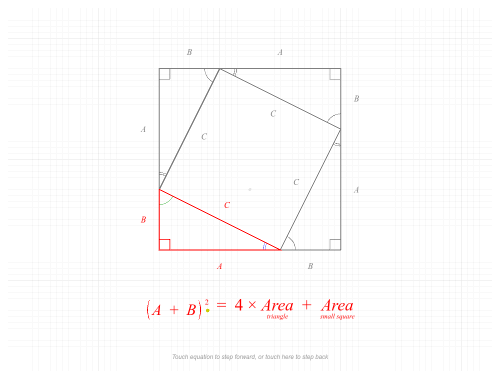 B A
B
C
A
C
C
A
C
B
A B
(A + B)² = 4 × Area + Area
triangle small square
Touch equation to step forward, or touch here to step back